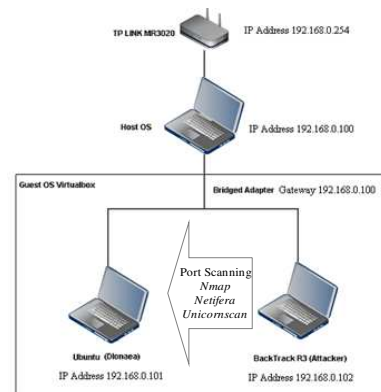 TP LINK MR3020 IP Address 192.168.0.254
Host OS IP Address 192.168.0.100
Guest OS Virtualbox
Bridged Adapter Gateway 192.168.0.100
Port Scanning
Nmap
Netifera
Unicornscan
Ubuntu (Dionaea)
IP Address 192.168.0.101
BackTrack R3 (Attacker)
IP Address 192.168.0.102